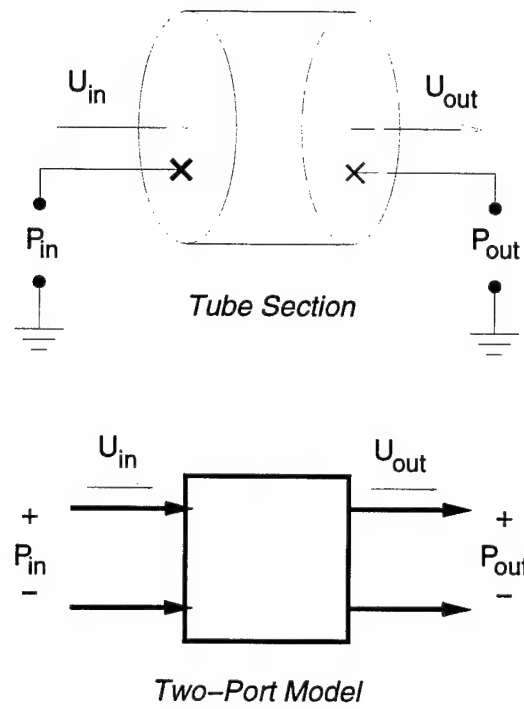 U_in
U_out
P_in
P_out
Tube Section
U_in
U_out
+
+
P_in
P_out
−
−
Two–Port Model